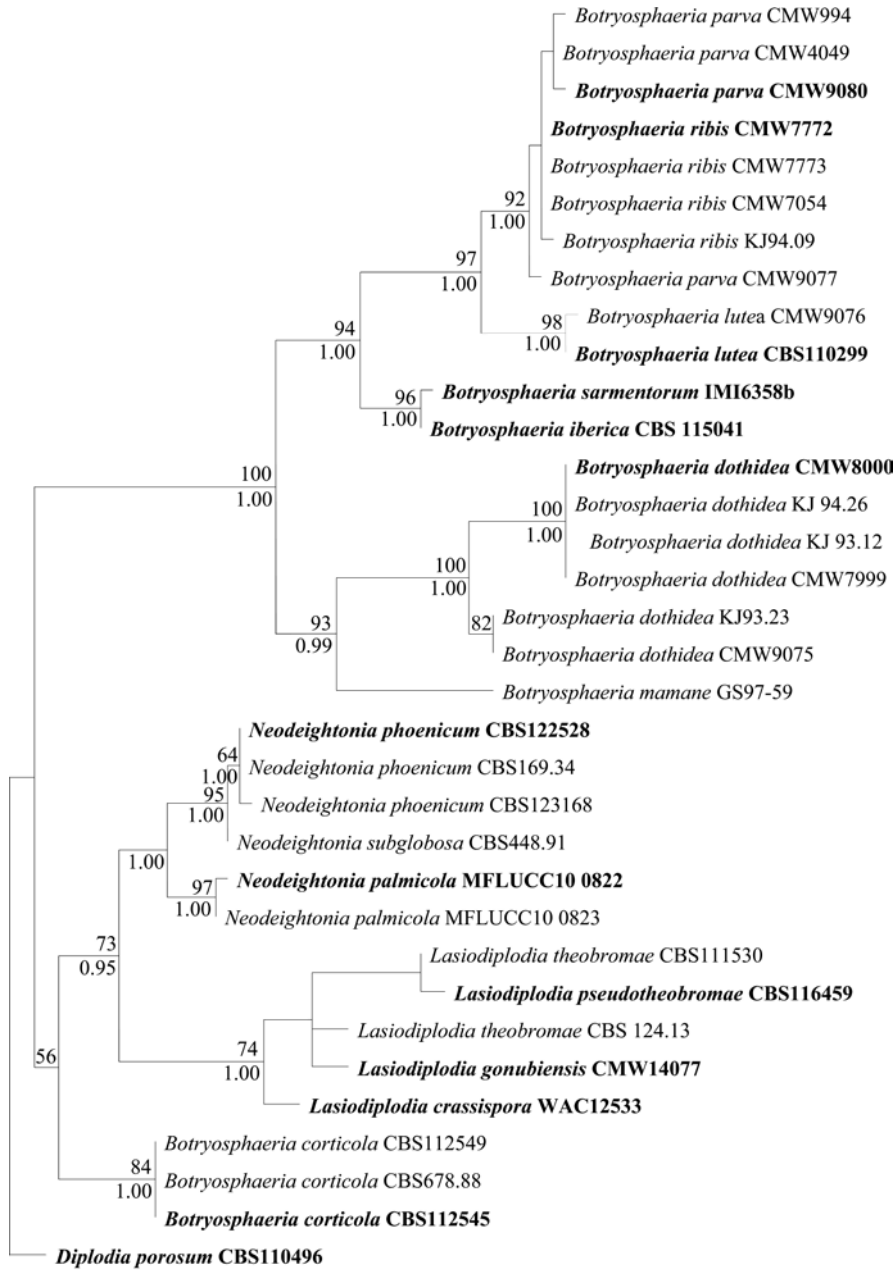 Botryosphaeria parva CMW994
Botryosphaeria parva CMW4049
Botryosphaeria parva CMW9080
Botryosphaeria ribis CMW7772
Botryosphaeria ribis CMW7773
92
Botryosphaeria ribis CMW7054
1.00
Botryosphaeria ribis KJ94.09
97
Botryosphaeria parva CMW9077
1.00
98
Botryosphaeria lutea CMW9076
94
1.00
Botryosphaeria lutea CBS110299
1.00
96
Botryosphaeria sarmentorum IMI6358b
1.00
Botryosphaeria iberica CBS 115041
100
Botryosphaeria dothidea CMW8000
1.00
100
Botryosphaeria dothidea KJ 94.26
1.00
Botryosphaeria dothidea KJ 93.12
100
Botryosphaeria dothidea CMW7999
1.00
93
82
Botryosphaeria dothidea KJ93.23
0.99
Botryosphaeria dothidea CMW9075
Botryosphaeria mamane GS97-59
Neodeightonia phoenicum CBS122528
64
Neodeightonia phoenicum CBS169.34
1.00
95
Neodeightonia phoenicum CBS123168
1.00
Neodeightonia subglobosa CBS448.91
1.00
97
Neodeightonia palmicola MFLUCC10 0822
1.00
Neodeightonia palmicola MFLUCC10 0823
73
Lasiodiplodia theobromae CBS111530
0.95
Lasiodiplodia pseudotheobromae CBS116459
Lasiodiplodia theobromae CBS 124.13
56
74
Lasiodiplodia gonubiensis CMW14077
1.00
Lasiodiplodia crassispora WAC12533
Botryosphaeria corticola CBS112549
84
Botryosphaeria corticola CBS678.88
1.00
Botryosphaeria corticola CBS112545
Diplodia porosum CBS110496